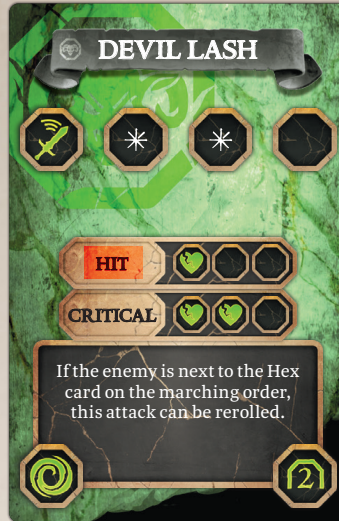 DEVIL LASH
HIT
CRITICAL
If the enemy is next to the Hex
card on the marching order,
this attack can be rerolled.
2